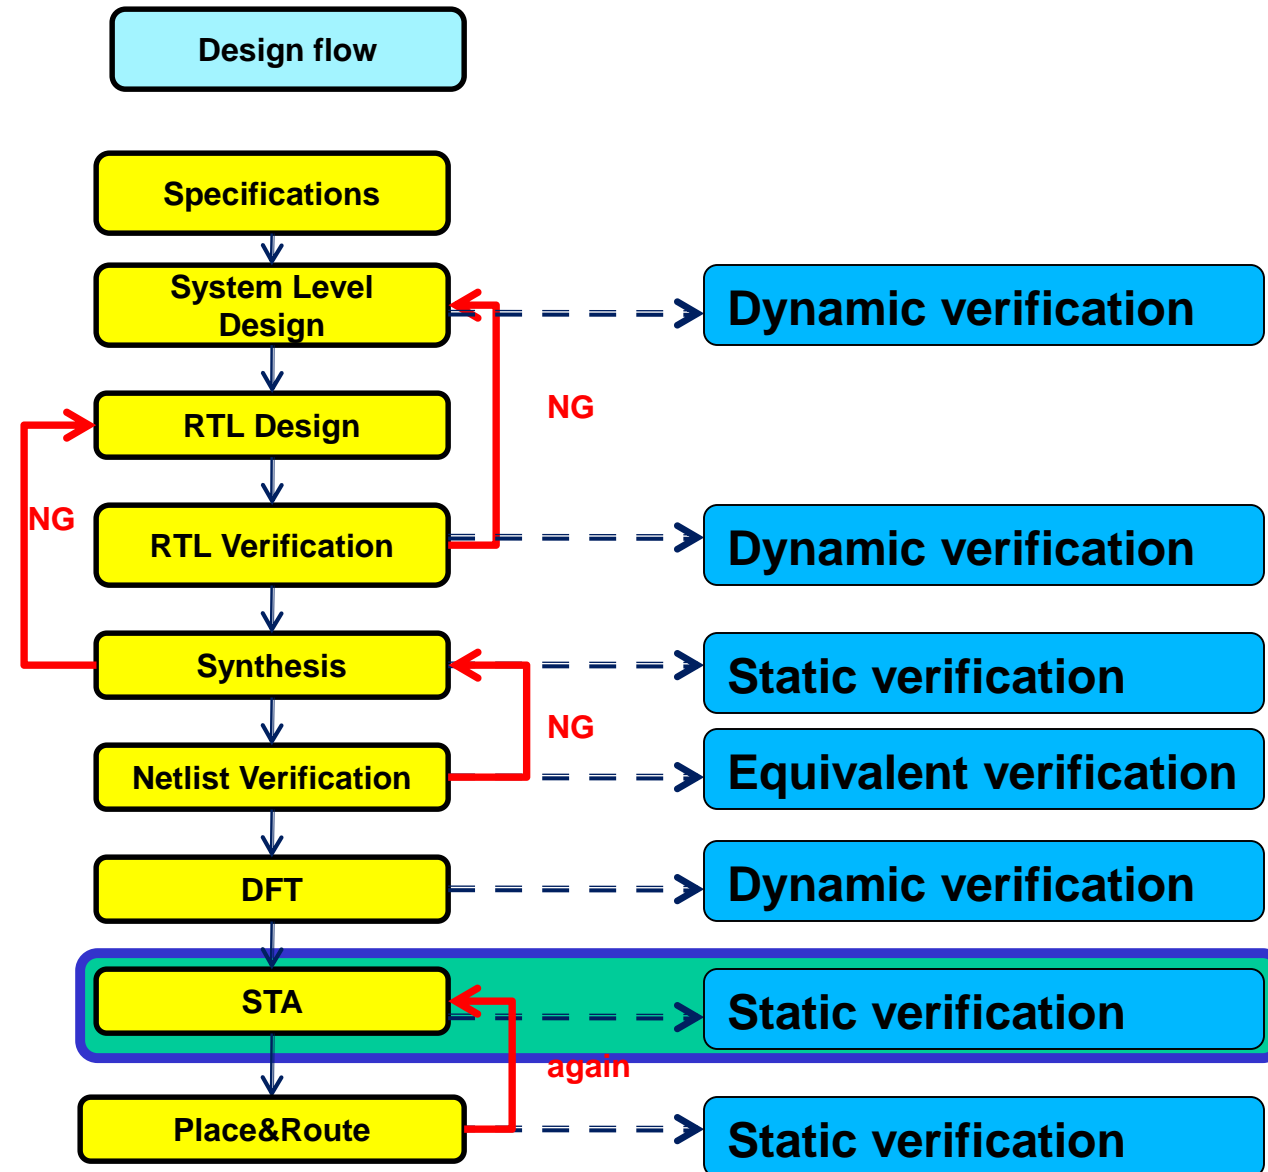 Design flow
Specifications
System Level
Design
Dynamic verification
NG
RTL Design
NG
RTL Verification
Dynamic verification
Synthesis
Static verification
NG
Netlist Verification
Equivalent verification
DFT
Dynamic verification
STA
Static verification
again
Place&Route
Static verification